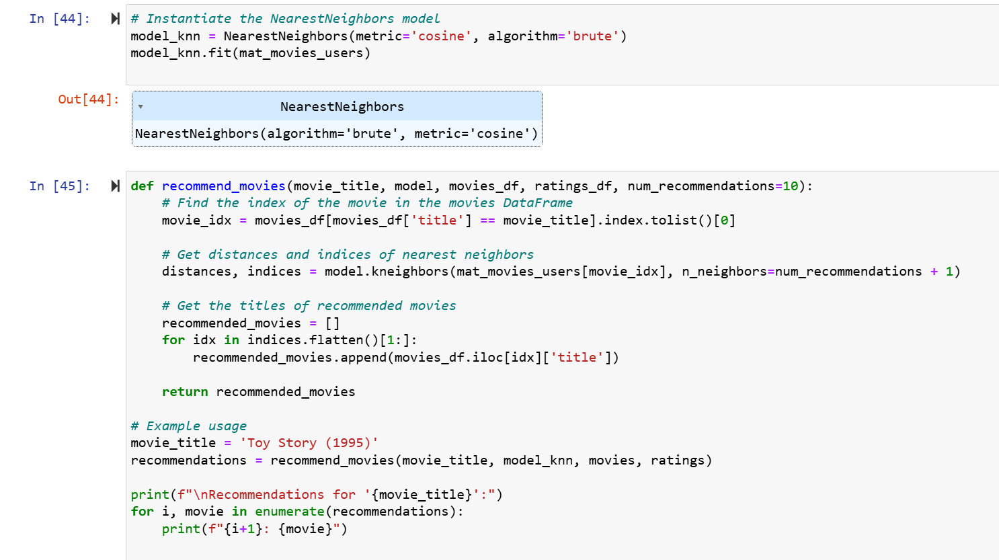 In [44]:
# Instantiate the NearestNeighbors model
model_knn = NearestNeighbors(metric='cosine', algorithm='brute')
model_knn.fit(mat_movies_users)
Out[44]:
NearestNeighbors
NearestNeighbors(algorithm='brute', metric='cosine')
In [45]:
def recommend_movies(movie_title, model, movies_df, ratings_df, num_recommendations=10):
    # Find the index of the movie in the movies DataFrame
    movie_idx = movies_df[movies_df['title'] == movie_title].index.tolist()[0]
    # Get distances and indices of nearest neighbors
    distances, indices = model.kneighbors(mat_movies_users[movie_idx], n_neighbors=num_recommendations + 1)
    # Get the titles of recommended movies
    recommended_movies = []
    for idx in indices.flatten()[1:]:
        recommended_movies.append(movies_df.iloc[idx]['title'])
    return recommended_movies
# Example usage
movie_title = 'Toy Story (1995)'
recommendations = recommend_movies(movie_title, model_knn, movies, ratings)
print(f"\nRecommendations for '{movie_title}':")
for i, movie in enumerate(recommendations):
    print(f"{i+1}: {movie}")